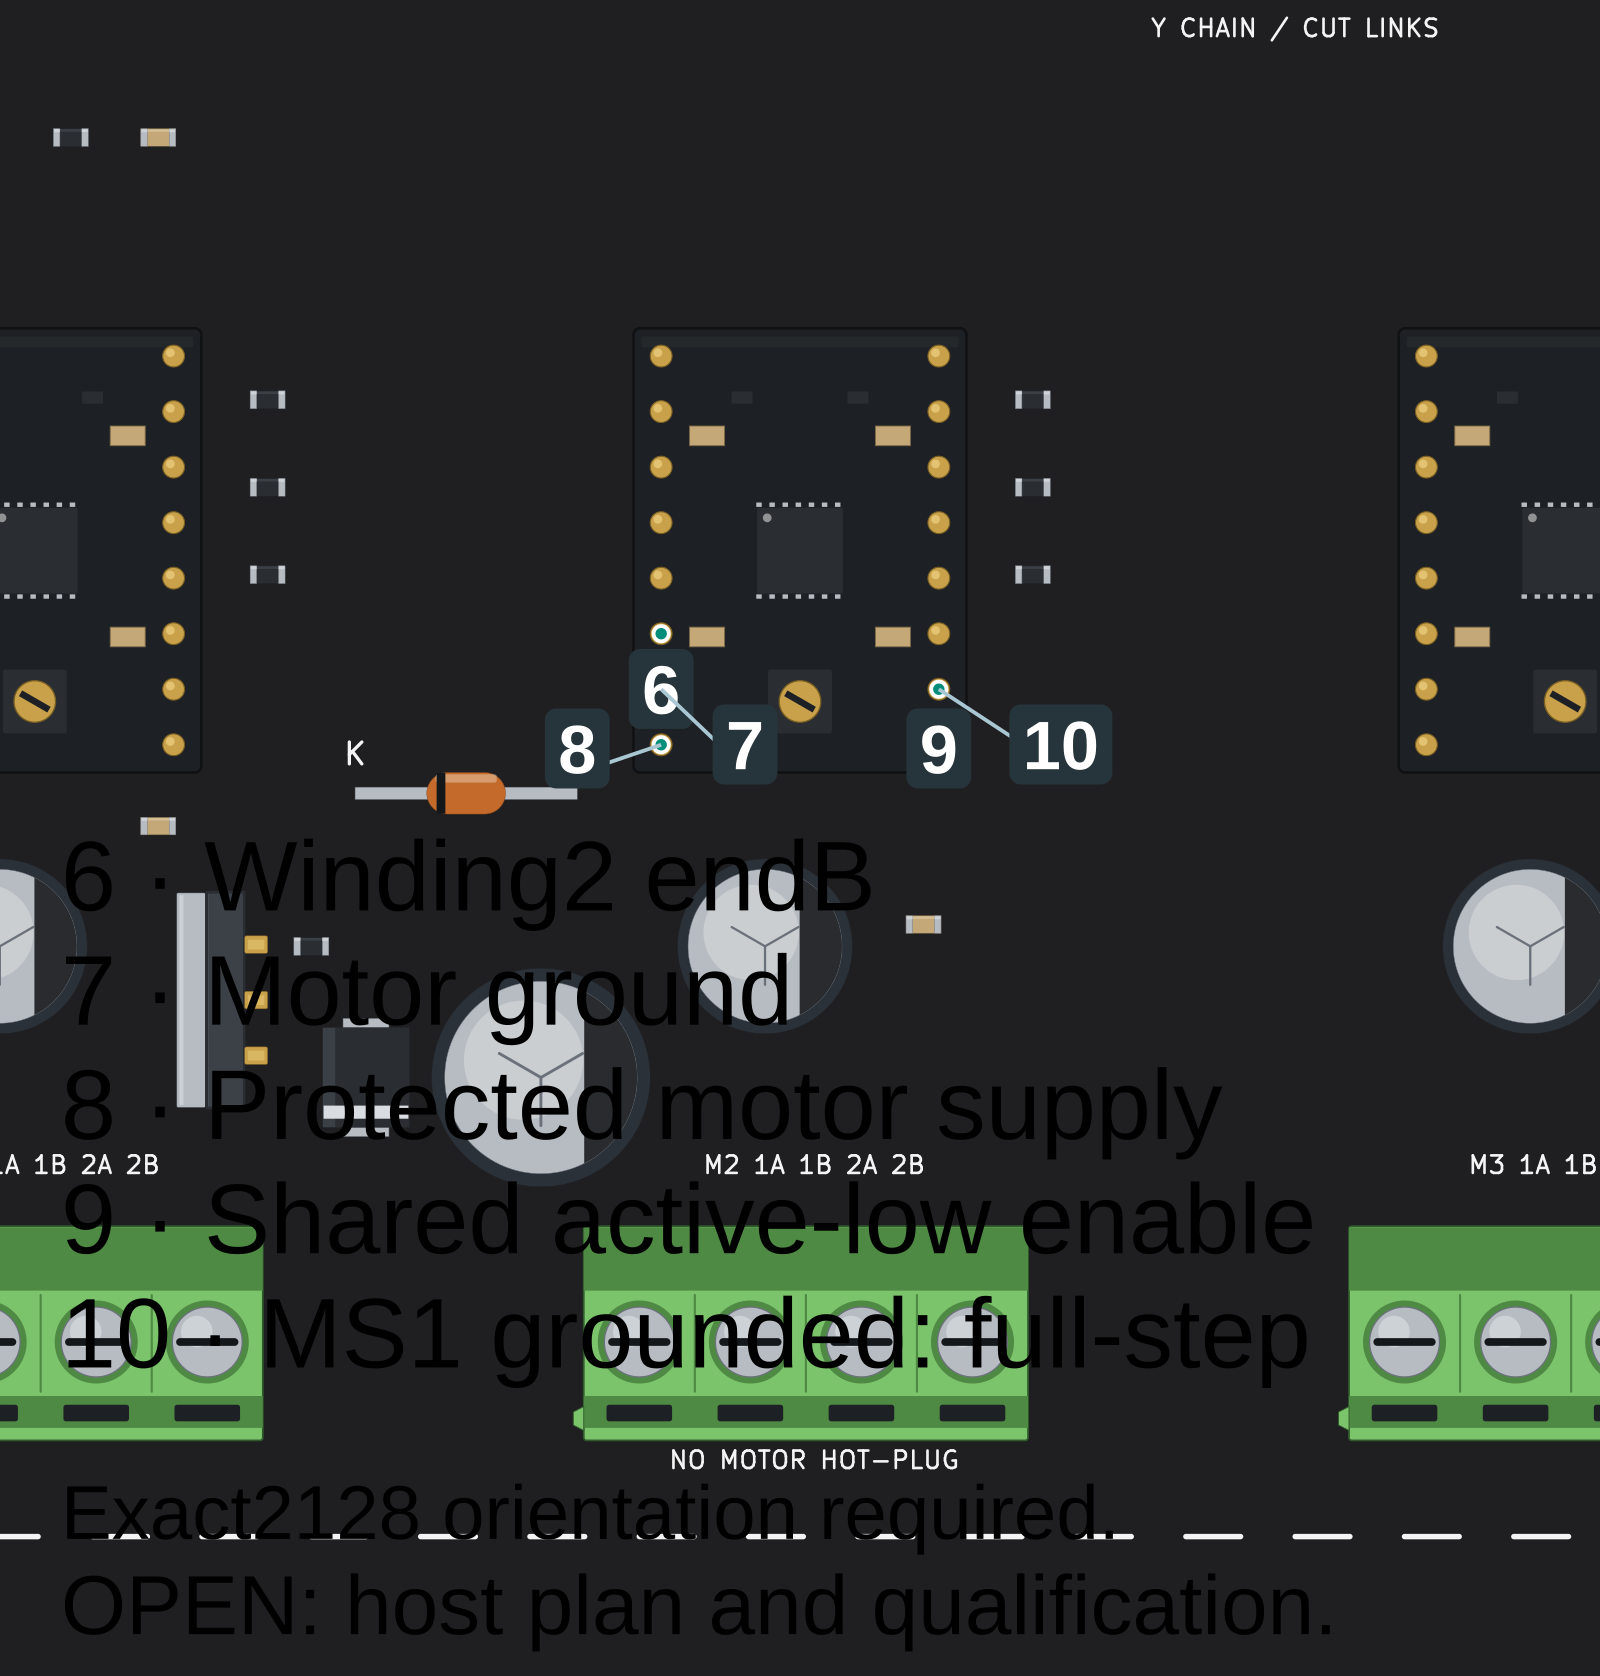 Y CHAIN / CUT LINKS
6
7
8
9
10
K
6 · Winding2 endB
7 · Motor ground
8 · Protected motor supply
1A 1B 2A 2B
M2 1A 1B 2A 2B
M3 1A 1B
9 · Shared active-low enable
10 · MS1 grounded: full-step
NO MOTOR HOT-PLUG
Exact2128 orientation required.
OPEN: host plan and qualification.